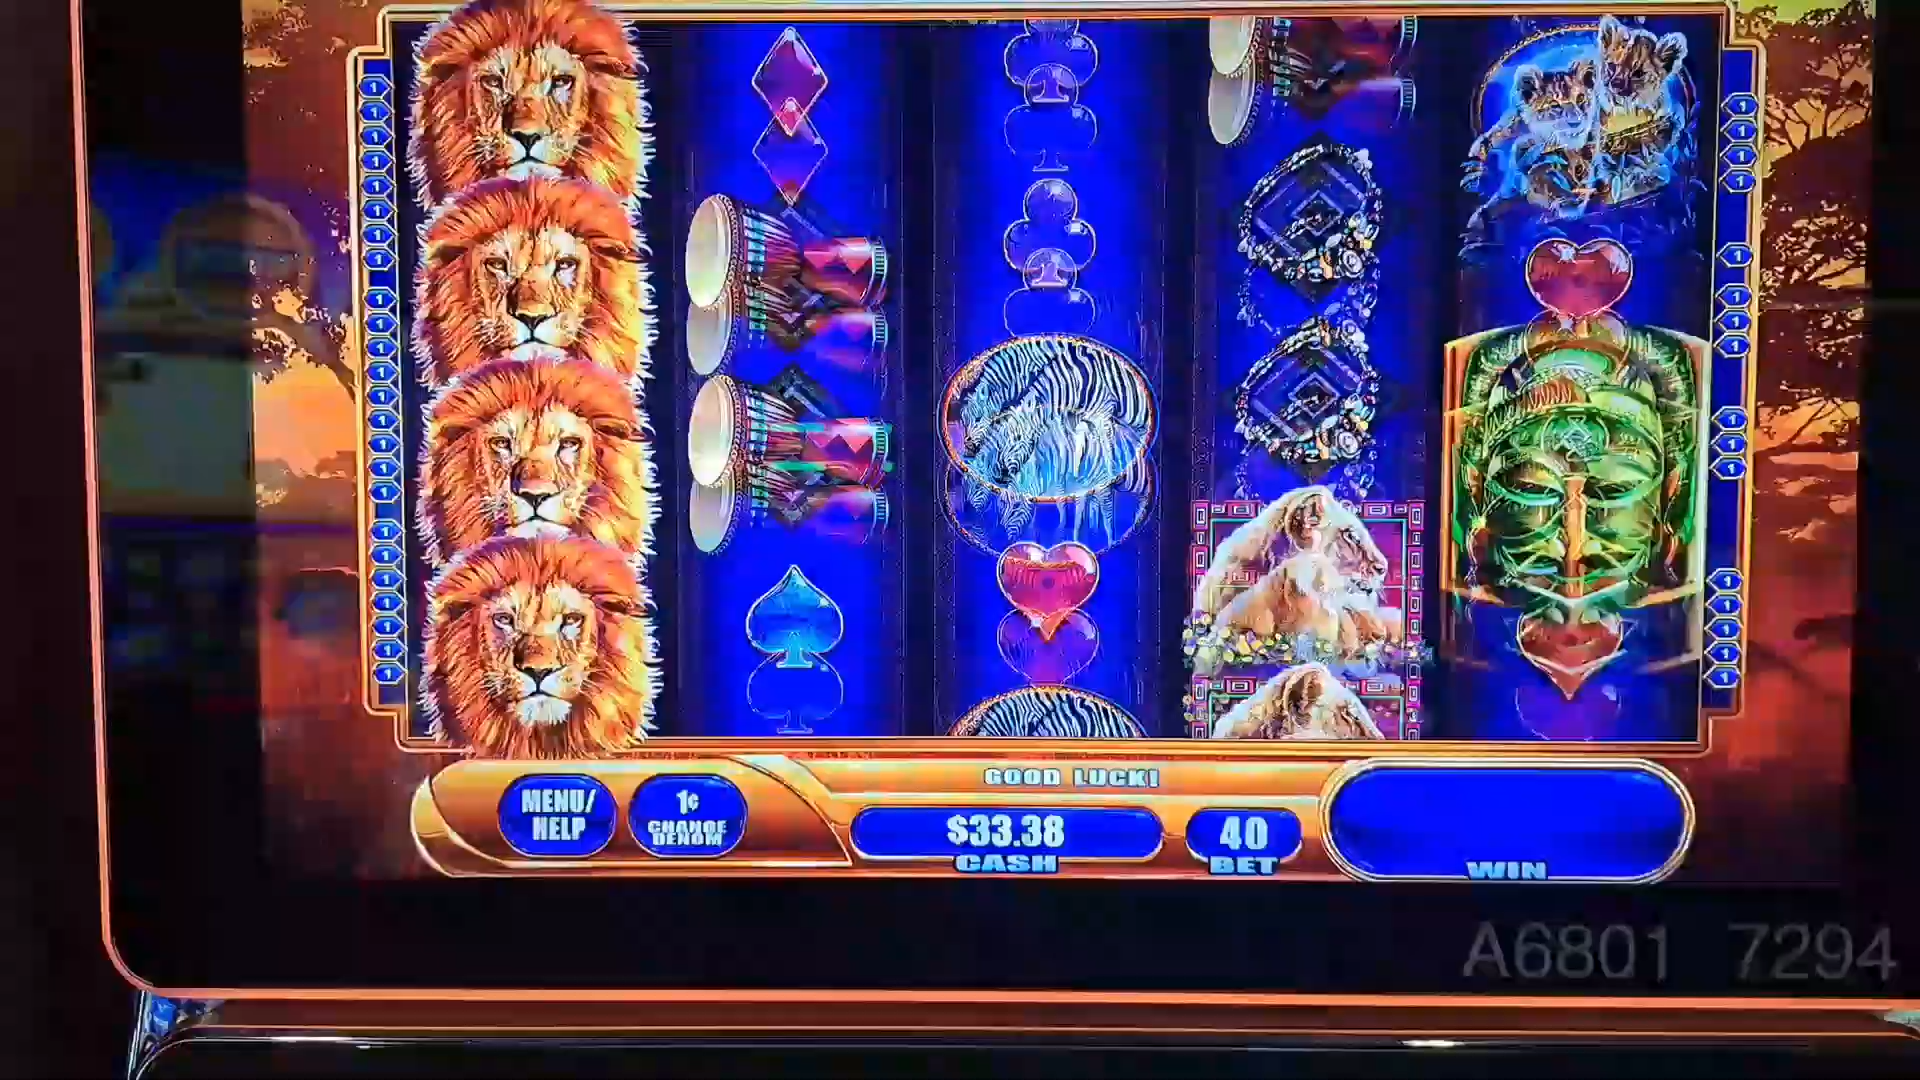 GOOD LUCK!
MENU/
HELP
1¢
CHANGE
DENOM
$33.38
CASH
40
BET
WIN
A6801 7294